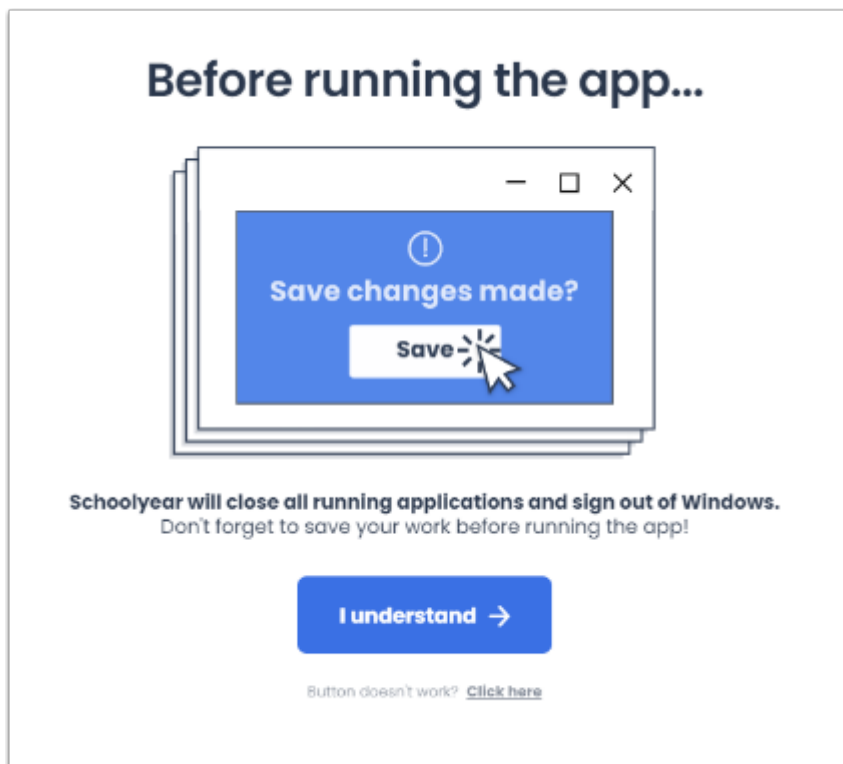 Before running the app...
Save changes made?
Save
Schoolyear will close all running applications and sign out of Windows.
Don't forget to save your work before running the app!
I understand →
Button doesn't work? Click here